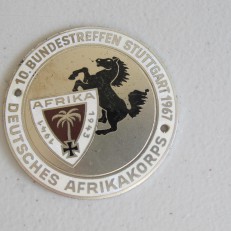 · 10. BUNDESTREFFEN STUTTGART 1967 ·
DEUTSCHES AFRIKAKORPS
AFRIKA
1941
1943